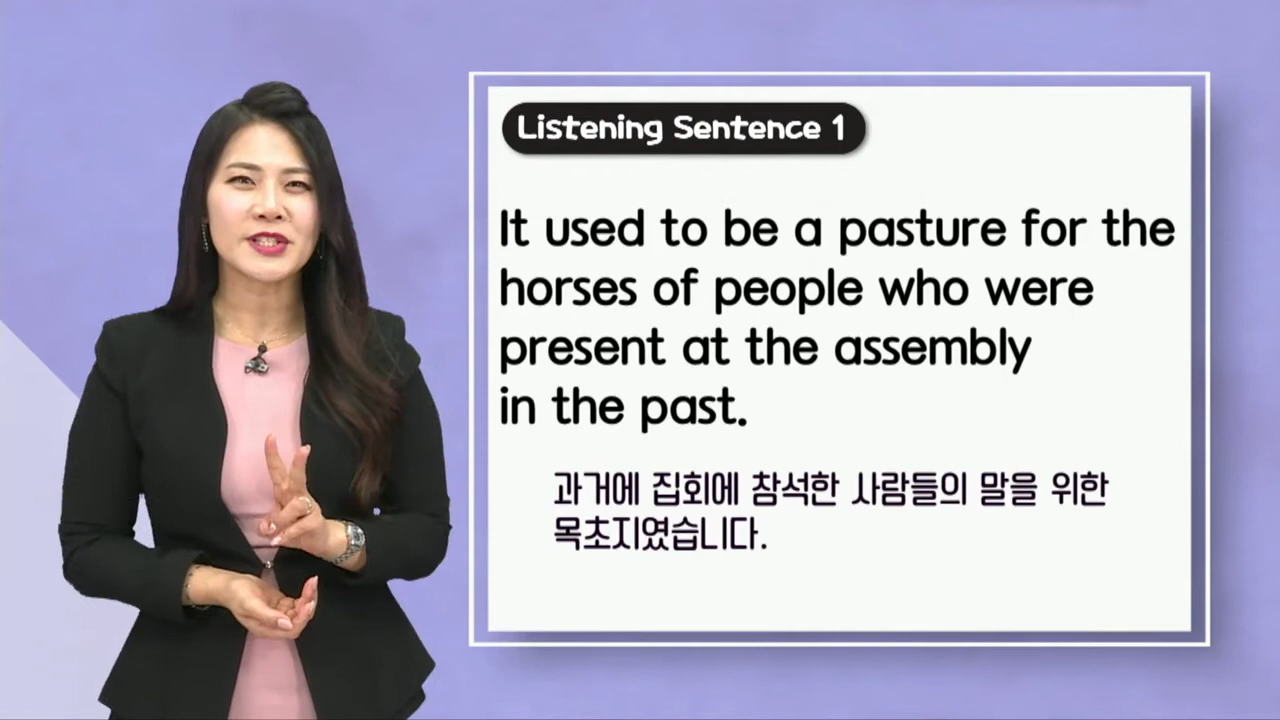 Listening Sentence 1
It used to be a pasture for the
horses of people who were
present at the assembly
in the past.
과거에 집회에 참석한 사람들의 말을 위한
목초지였습니다.